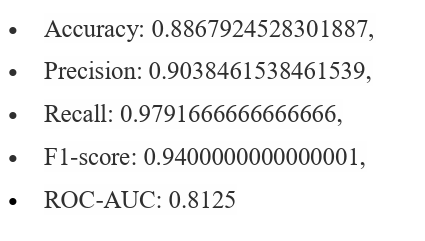 • Accuracy: 0.8867924528301887,
• Precision: 0.9038461538461539,
• Recall: 0.9791666666666666,
• F1-score: 0.9400000000000001,
• ROC-AUC: 0.8125